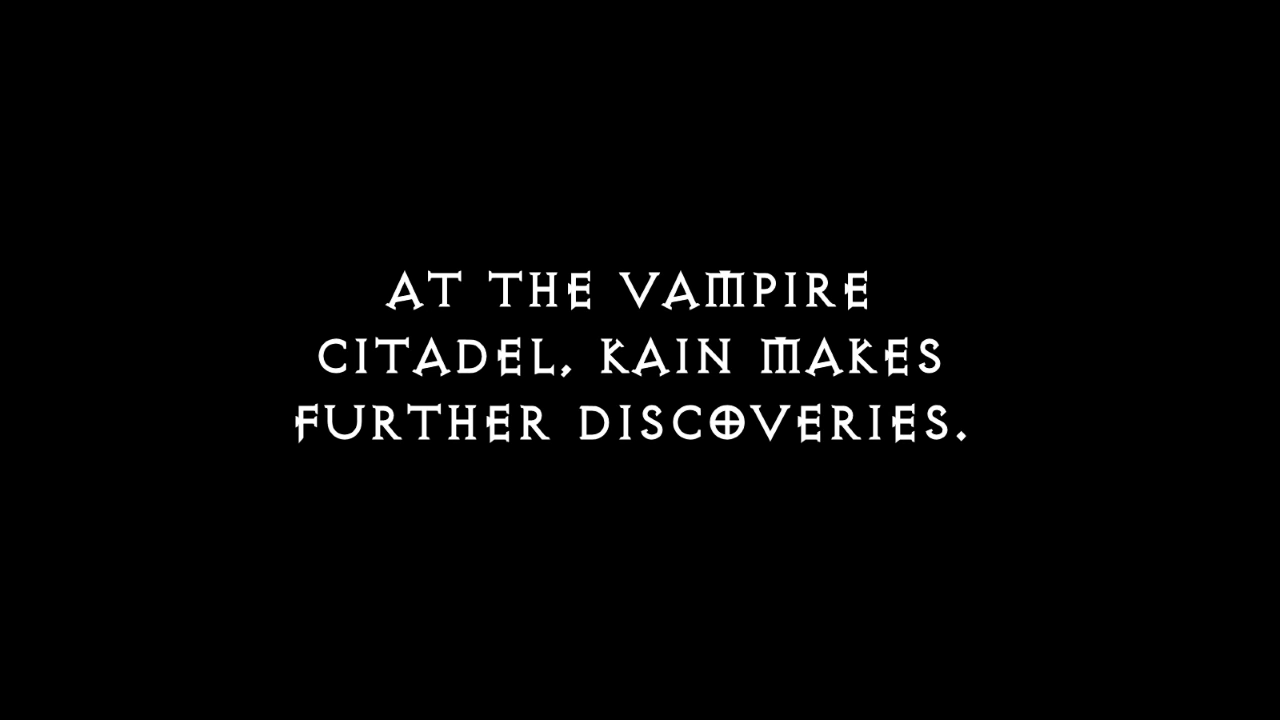 AT THE VAMPIRE
CITADEL, KAIN MAKES
FURTHER DISCOVERIES.